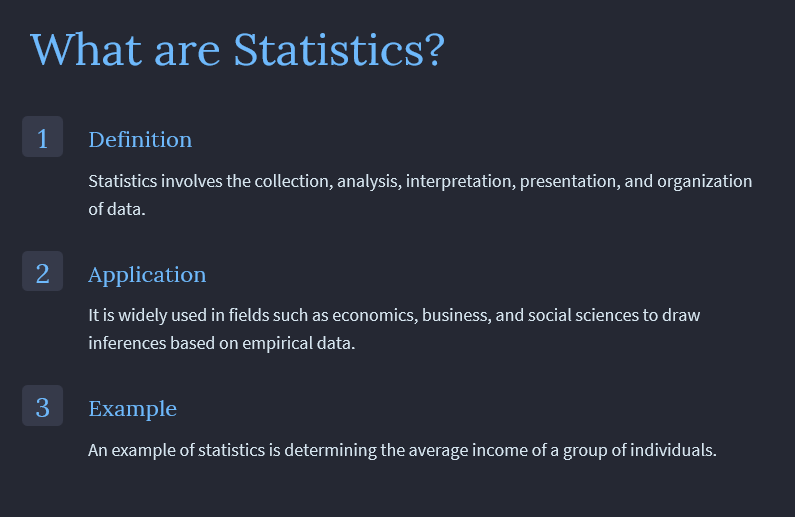 What are Statistics?
1
Definition
Statistics involves the collection, analysis, interpretation, presentation, and organization
of data.
2
Application
It is widely used in fields such as economics, business, and social sciences to draw
inferences based on empirical data.
3
Example
An example of statistics is determining the average income of a group of individuals.